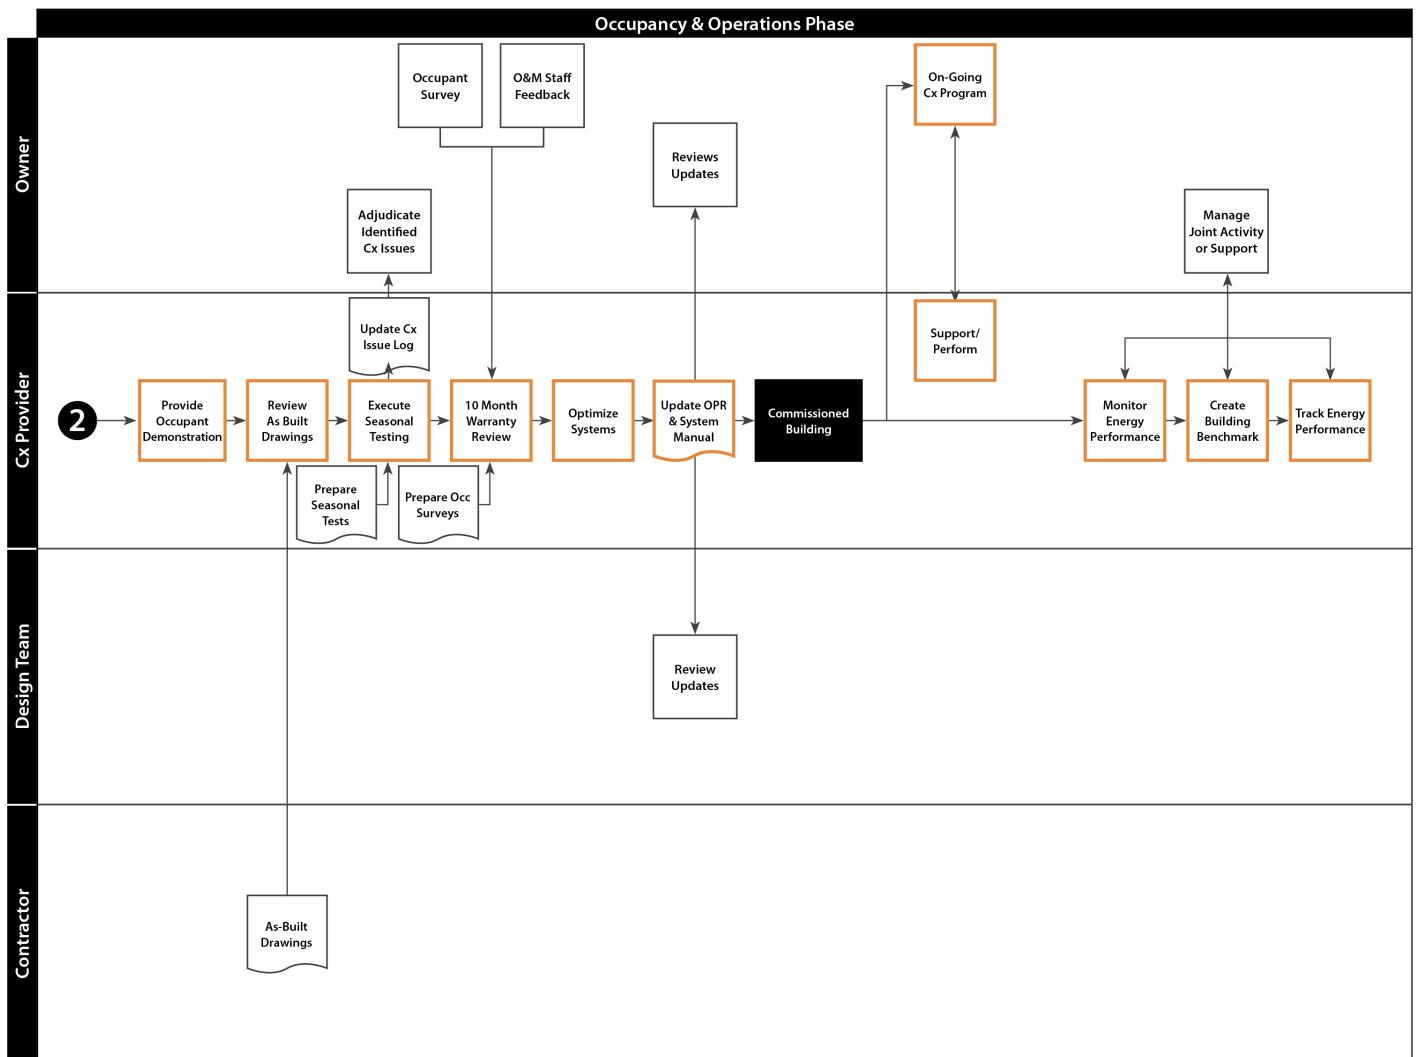 Occupancy & Operations Phase
Owner
Occupant
Survey
O&M Staff
Feedback
On-Going
Cx Program
Reviews
Updates
Adjudicate
Identified
Cx Issues
Manage
Joint Activity
or Support
Cx Provider
Update Cx
Issue Log
Support/
Perform
2
Provide
Occupant
Demonstration
Review
As Built
Drawings
Execute
Seasonal
Testing
10 Month
Warranty
Review
Optimize
Systems
Update OPR
& System
Manual
Commissioned
Building
Monitor
Energy
Performance
Create
Building
Benchmark
Track Energy
Performance
Prepare
Seasonal
Tests
Prepare Occ
Surveys
Design Team
Review
Updates
Contractor
As-Built
Drawings